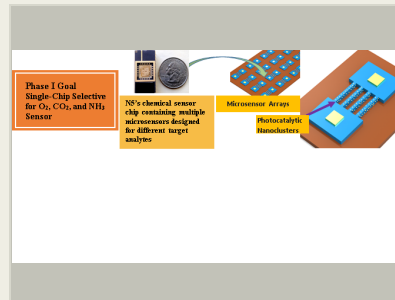 Phase I Goal
Single-Chip Selective
for O₂, CO₂, and NH₃
Sensor
N5's chemical sensor
chip containing multiple
microsensors designed
for different target
analytes
Microsensor Arrays
Photocatalytic
Nanoclusters